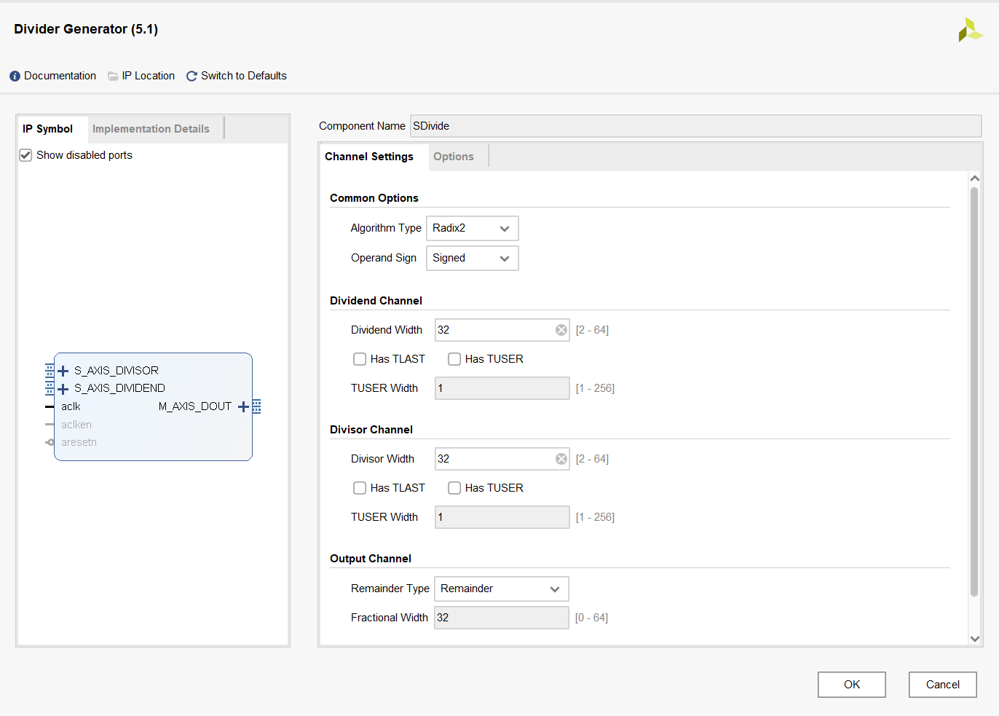 Divider Generator (5.1)
Documentation IP Location Switch to Defaults
IP Symbol Implementation Details
Show disabled ports
S_AXIS_DIVISOR
S_AXIS_DIVIDEND
aclk M_AXIS_DOUT
aclken
aresetn
Component Name SDivide
Channel Settings Options
Common Options
Algorithm Type Radix2
Operand Sign Signed
Dividend Channel
Dividend Width 32 [2 - 64]
Has TLAST Has TUSER
TUSER Width 1 [1 - 256]
Divisor Channel
Divisor Width 32 [2 - 64]
Has TLAST Has TUSER
TUSER Width 1 [1 - 256]
Output Channel
Remainder Type Remainder
Fractional Width 32 [0 - 64]
OK Cancel